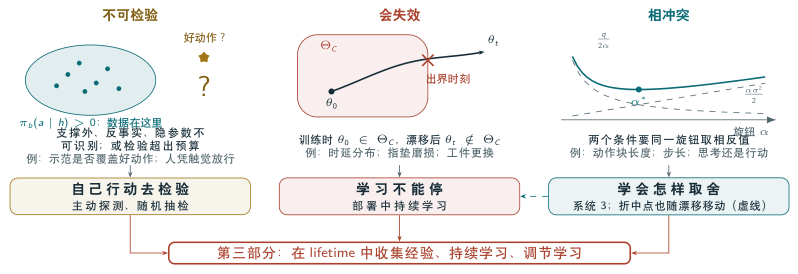 不可检验
好动作？
?
π_b(a | h) > 0：数据在这里
支撑外、反事实、隐参数不
可识别；或检验超出预算
例：示范是否覆盖好动作；人凭触觉放行
自己行动去检验
主动探测、随机抽检
会失效
Θ_C
θ_t
出界时刻
θ_0
训练时 θ_0 ∈ Θ_C，漂移后 θ_t ∉ Θ_C
例：时延分布；指垫磨损；工件更换
学习不能停
部署中持续学习
相冲突
q/2α
ασ²/2
α*
旋钮 α
两个条件要同一旋钮取相反值
例：动作块长度；步长；思考还是行动
学会怎样取舍
系统 3；折中点也随漂移移动（虚线）
第三部分：在 lifetime 中收集经验、持续学习、调节学习